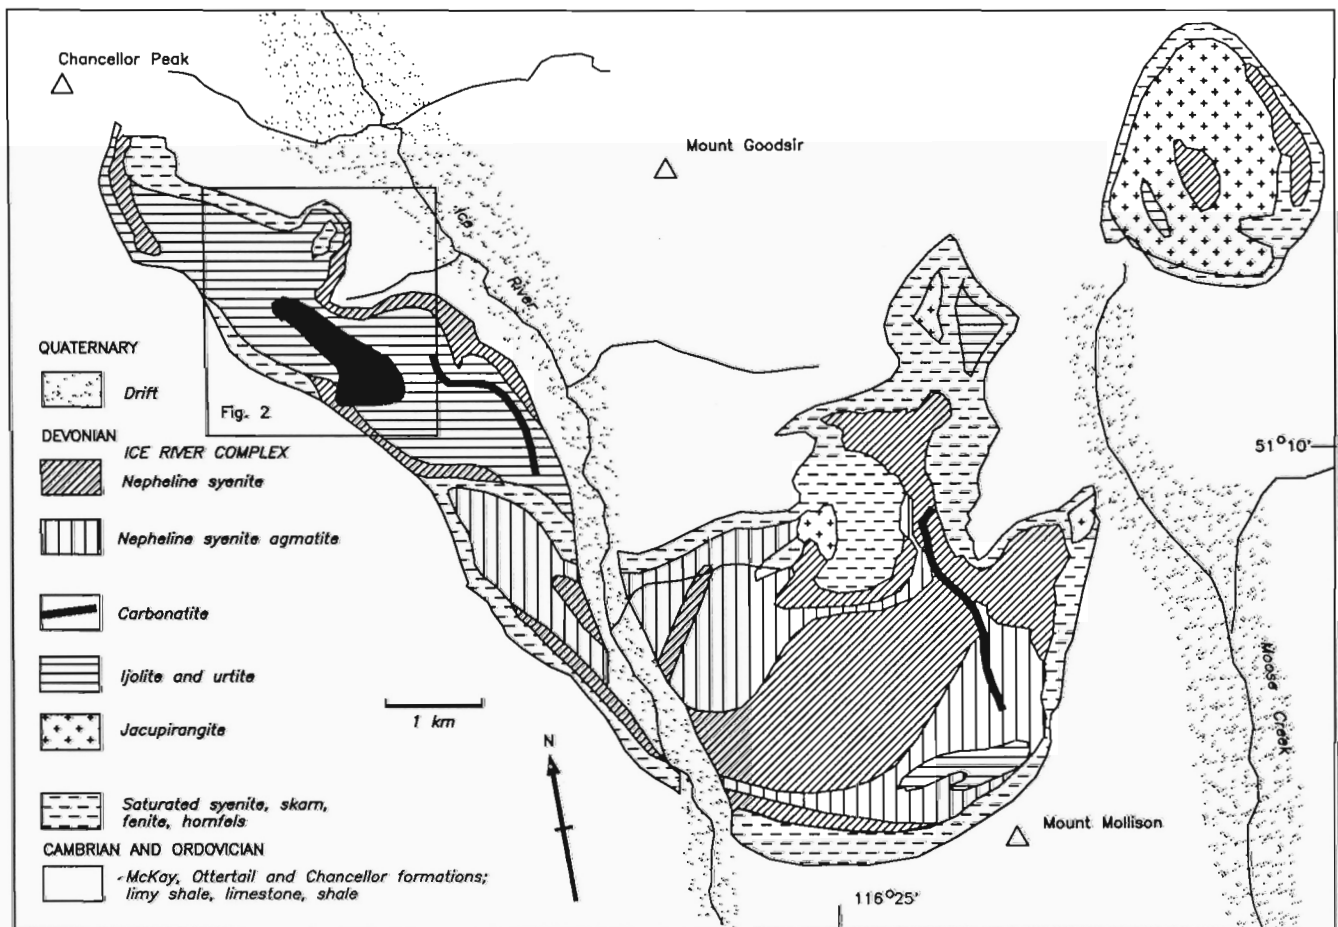 Chancellor Peak
Mount Goodsir
Ice
River
QUATERNARY
Drift
Fig. 2
DEVONIAN
ICE RIVER COMPLEX
Nepheline syenite
51°10'
Nepheline syenite agmatite
Carbonatite
Ijolite and urtite
Moose Creek
1 km
Jacupirangite
N
Saturated syenite, skarn,
fenite, hornfels
Mount Mollison
CAMBRIAN AND ORDOVICIAN
McKay, Ottertail and Chancellor formations;
limy shale, limestone, shale
116°25'